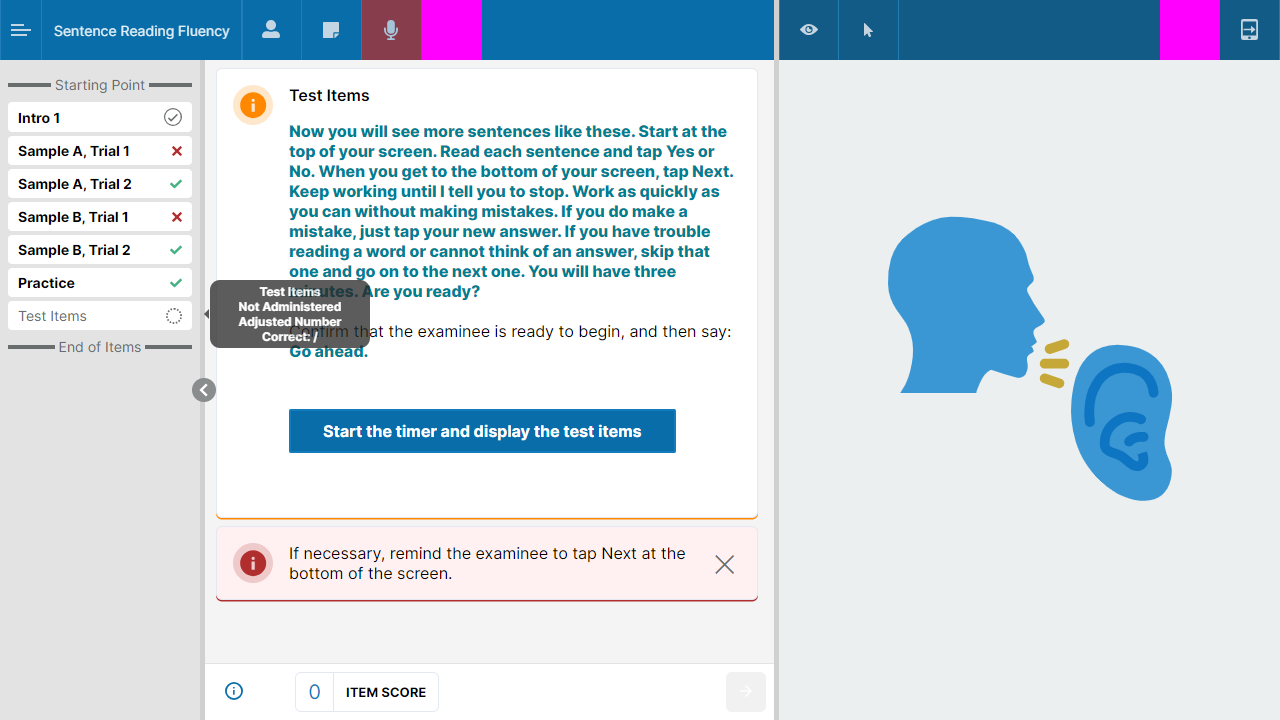 Sentence Reading Fluency
Starting Point
Intro 1
Sample A, Trial 1
Sample A, Trial 2
Sample B, Trial 1
Sample B, Trial 2
Practice
Test Items
End of Items
Test Items
Now you will see more sentences like these. Start at the
top of your screen. Read each sentence and tap Yes or
No. When you get to the bottom of your screen, tap Next.
Keep working until I tell you to stop. Work as quickly as
you can without making mistakes. If you do make a
mistake, just tap your new answer. If you have trouble
reading a word or cannot think of an answer, skip that
one and go on to the next one. You will have three
minutes. Are you ready?
Confirm that the examinee is ready to begin, and then say:
Go ahead.
Test Items
Not Administered
Adjusted Number
Correct: /
Start the timer and display the test items
If necessary, remind the examinee to tap Next at the
bottom of the screen.
0 ITEM SCORE